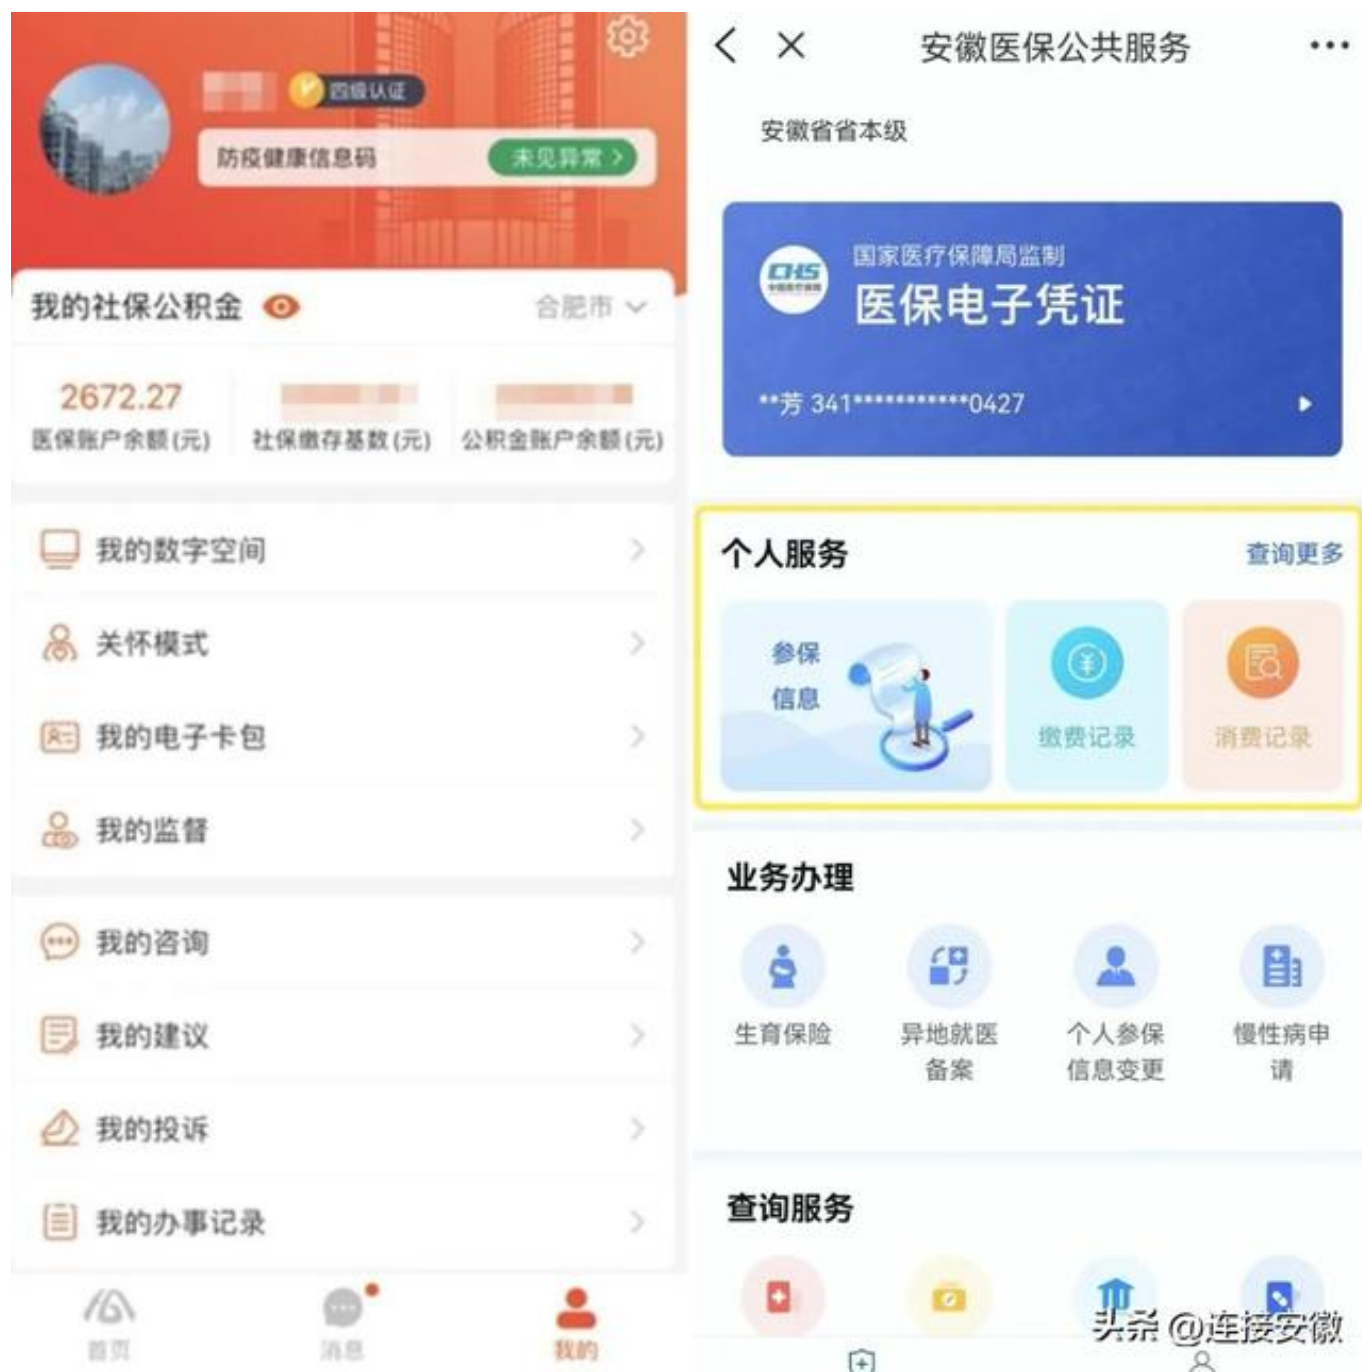 四级认证
防疫健康信息码
未见异常 >
我的社保公积金
合肥市
2672.27
医保账户余额(元)
社保缴存基数(元)
公积金账户余额(元)
我的数字空间
关怀模式
我的电子卡包
我的监督
我的咨询
我的建议
我的投诉
我的办事记录
首页
消息
我的
安徽医保公共服务
安徽省省本级
CHS
国家医疗保障局监制
医保电子凭证
**芳 341***********0427
个人服务
查询更多
参保
信息
缴费记录
消费记录
业务办理
生育保险
异地就医
备案
个人参保
信息变更
慢性病申
请
查询服务
头条 @连接安徽